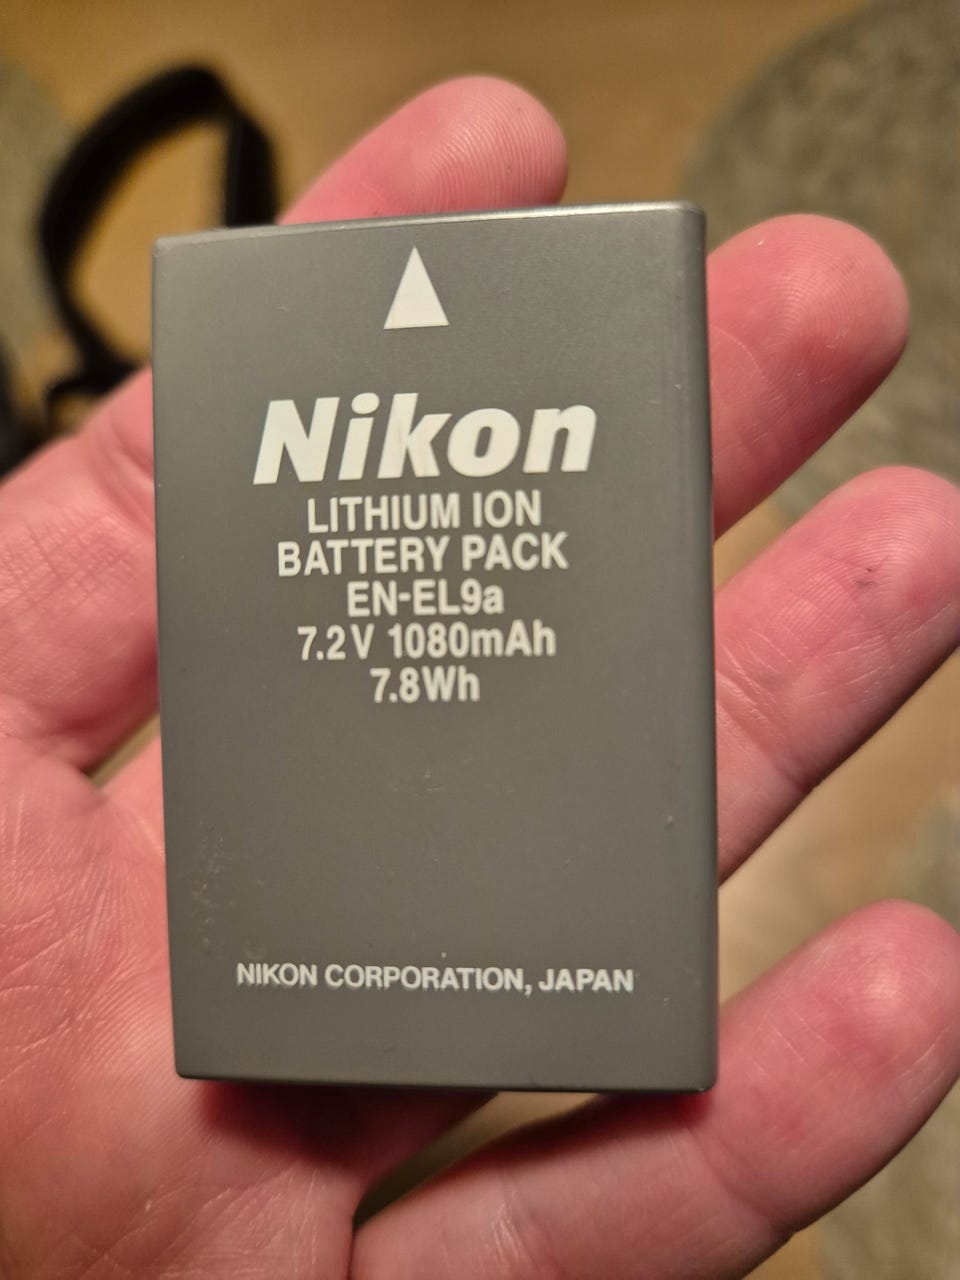 Nikon
LITHIUM ION
BATTERY PACK
EN-EL9a
7.2V 1080mAh
7.8Wh
NIKON CORPORATION, JAPAN